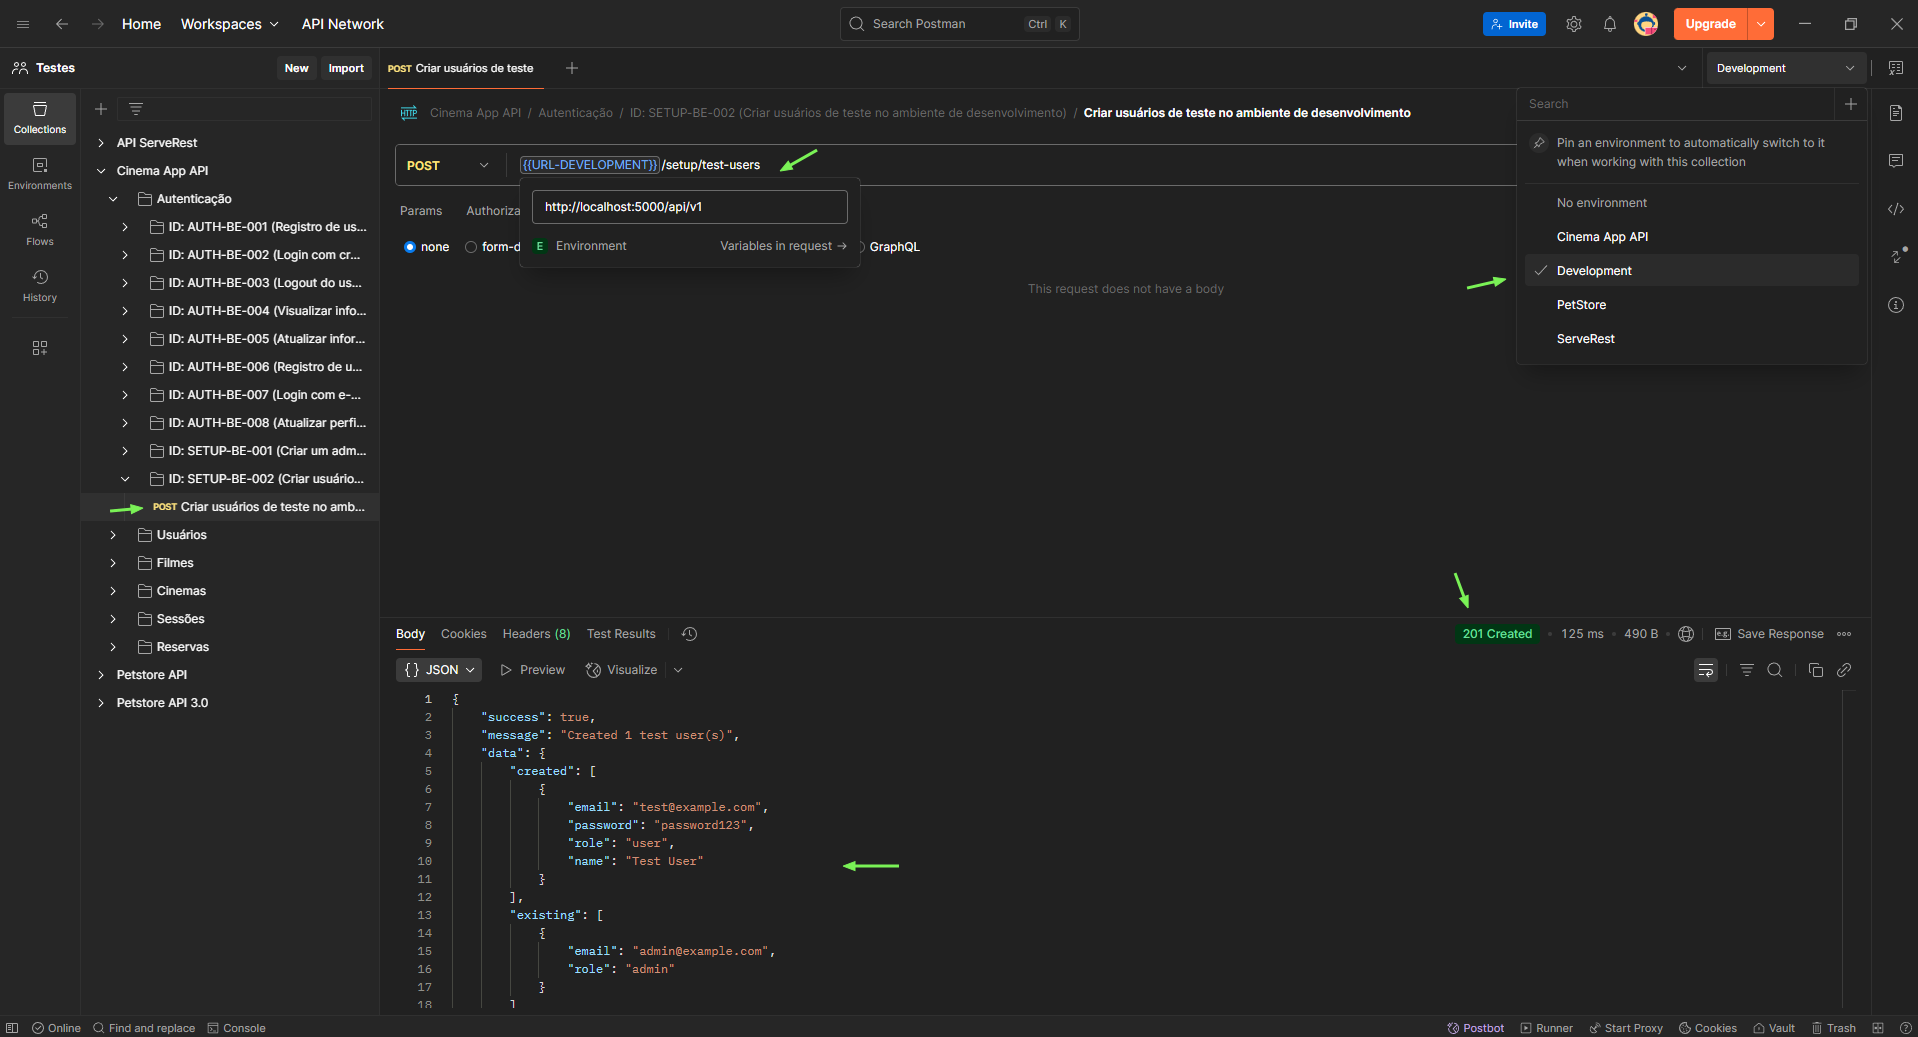 Home Workspaces API Network
Search Postman Ctrl K
Invite Upgrade
Testes New Import
POST Criar usuários de teste
Development
Collections
Environments
Flows
History
API ServeRest
Cinema App API
Autenticação
ID: AUTH-BE-001 (Registro de us...
ID: AUTH-BE-002 (Login com cr...
ID: AUTH-BE-003 (Logout do us...
ID: AUTH-BE-004 (Visualizar info...
ID: AUTH-BE-005 (Atualizar infor...
ID: AUTH-BE-006 (Registro de u...
ID: AUTH-BE-007 (Login com e-...
ID: AUTH-BE-008 (Atualizar perfi...
ID: SETUP-BE-001 (Criar um adm...
ID: SETUP-BE-002 (Criar usuário...
POST Criar usuários de teste no amb...
Usuários
Filmes
Cinemas
Sessões
Reservas
Petstore API
Petstore API 3.0
HTTP Cinema App API / Autenticação / ID: SETUP-BE-002 (Criar usuários de teste no ambiente de desenvolvimento) / Criar usuários de teste no ambiente de desenvolvimento
POST {{URL-DEVELOPMENT}}/setup/test-users
http://localhost:5000/api/v1
E Environment Variables in request →
Params Authoriza
none form-d GraphQL
This request does not have a body
Search
Pin an environment to automatically switch to it
when working with this collection
No environment
Cinema App API
Development
PetStore
ServeRest
Body Cookies Headers (8) Test Results
201 Created • 125 ms • 490 B • e.g. Save Response
{} JSON Preview Visualize
1 {
2 "success": true,
3 "message": "Created 1 test user(s)",
4 "data": {
5 "created": [
6 {
7 "email": "test@example.com",
8 "password": "password123",
9 "role": "user",
10 "name": "Test User"
11 }
12 ],
13 "existing": [
14 {
15 "email": "admin@example.com",
16 "role": "admin"
17 }
18 ]
Online Find and replace Console
Postbot Runner Start Proxy Cookies Vault Trash